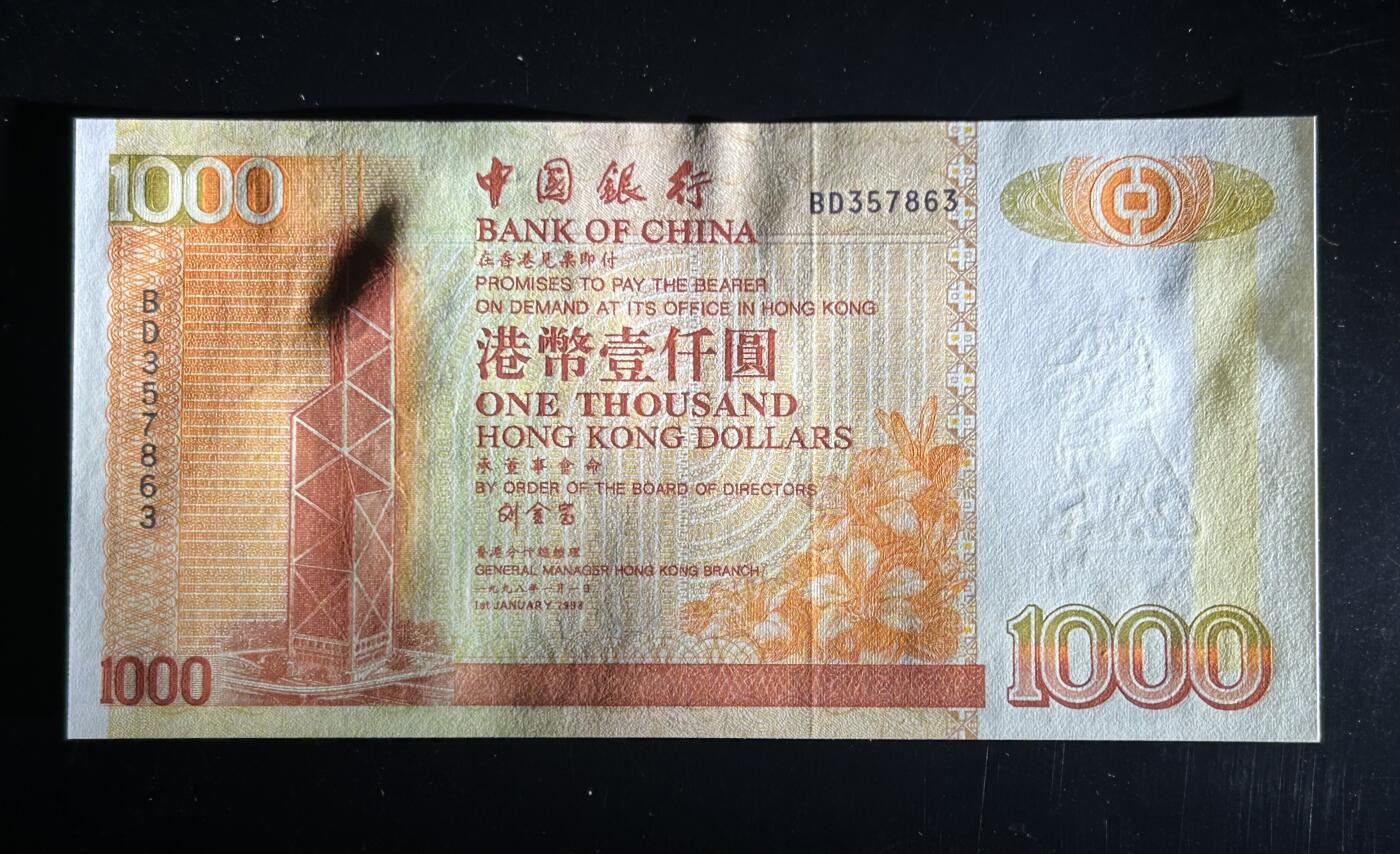 1000
中國銀行
BD357863
BANK OF CHINA
在香港見票即付
PROMISES TO PAY THE BEARER
ON DEMAND AT ITS OFFICE IN HONG KONG
港幣壹仟圓
ONE THOUSAND
HONG KONG DOLLARS
承董事會命
BY ORDER OF THE BOARD OF DIRECTORS
BD357863
香港分行總經理
GENERAL MANAGER HONG KONG BRANCH
一九九八年一月一日
1st JANUARY 1998
1000
1000